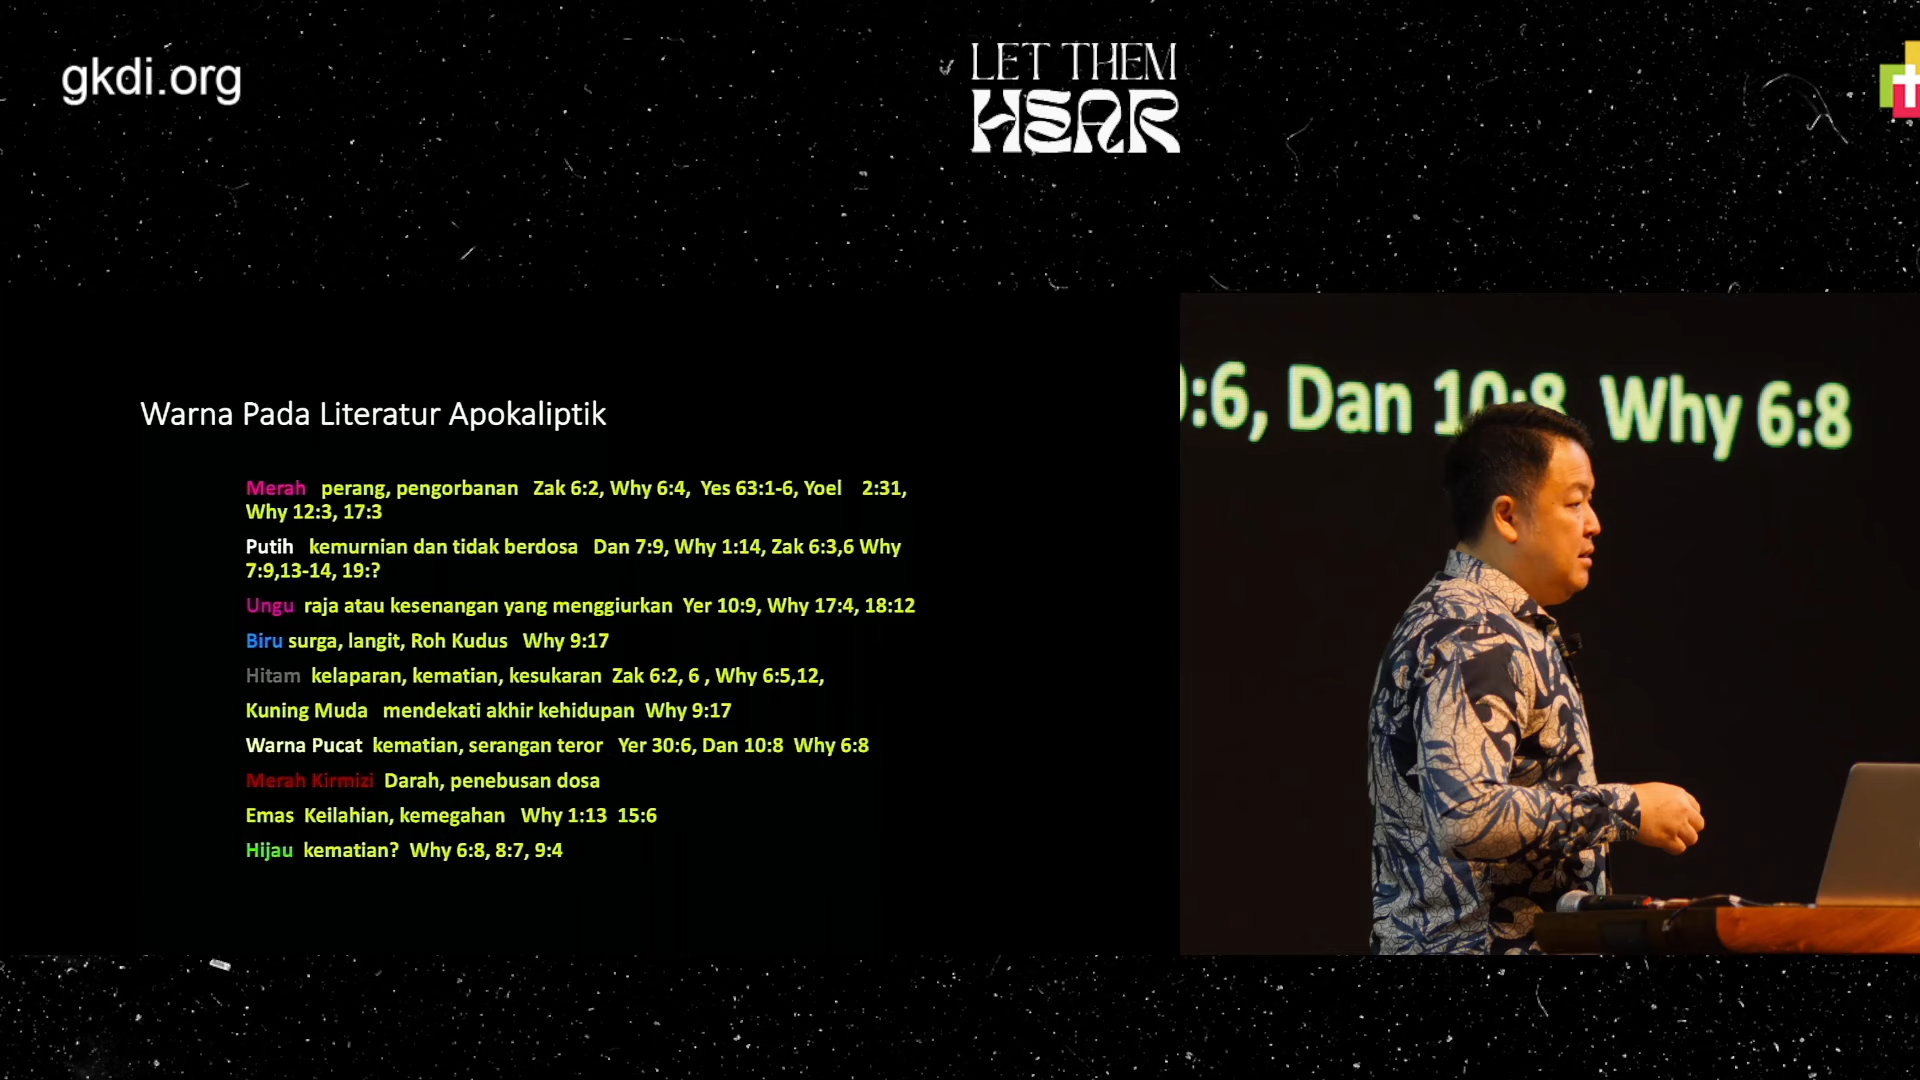 gkdi.org
LET THEM
HEAR
Warna Pada Literatur Apokaliptik
Merah perang, pengorbanan Zak 6:2, Why 6:4, Yes 63:1-6, Yoel 2:31,
Why 12:3, 17:3
Putih kemurnian dan tidak berdosa Dan 7:9, Why 1:14, Zak 6:3,6 Why
7:9,13-14, 19:?
Ungu raja atau kesenangan yang menggiurkan Yer 10:9, Why 17:4, 18:12
Biru surga, langit, Roh Kudus Why 9:17
Hitam kelaparan, kematian, kesukaran Zak 6:2, 6 , Why 6:5,12,
Kuning Muda mendekati akhir kehidupan Why 9:17
Warna Pucat kematian, serangan teror Yer 30:6, Dan 10:8 Why 6:8
Merah Kirmizi Darah, penebusan dosa
Emas Keilahian, kemegahan Why 1:13 15:6
Hijau kematian? Why 6:8, 8:7, 9:4
:6, Dan 10:8 Why 6:8